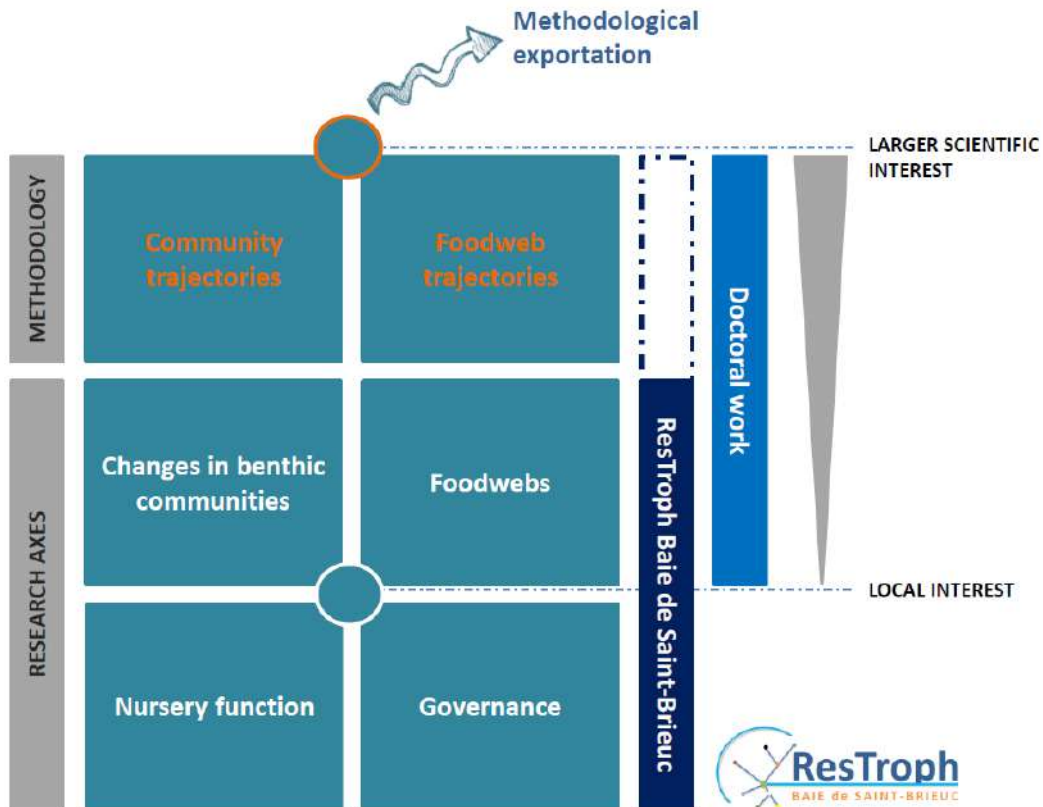 Methodological
exportation
LARGER SCIENTIFIC
INTEREST
METHODOLOGY
Community
trajectories
Foodweb
trajectories
Doctoral work
RESEARCH AXES
Changes in benthic
communities
Foodwebs
ResTroph Baie de Saint-Brieuc
LOCAL INTEREST
Nursery function
Governance
ResTroph
BAIE de SAINT-BRIEUC